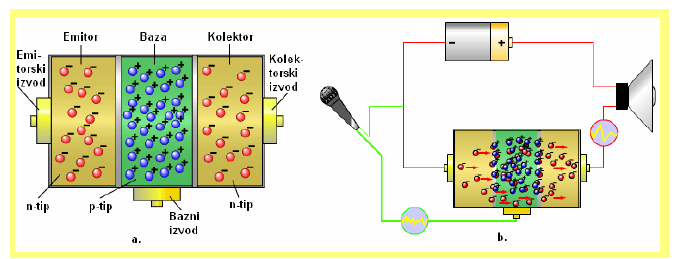 Emitor
Baza
Kolektor
Emi-
torski
izvod
Kolek-
torski
izvod
n-tip
p-tip
n-tip
Bazni
izvod
a.
b.